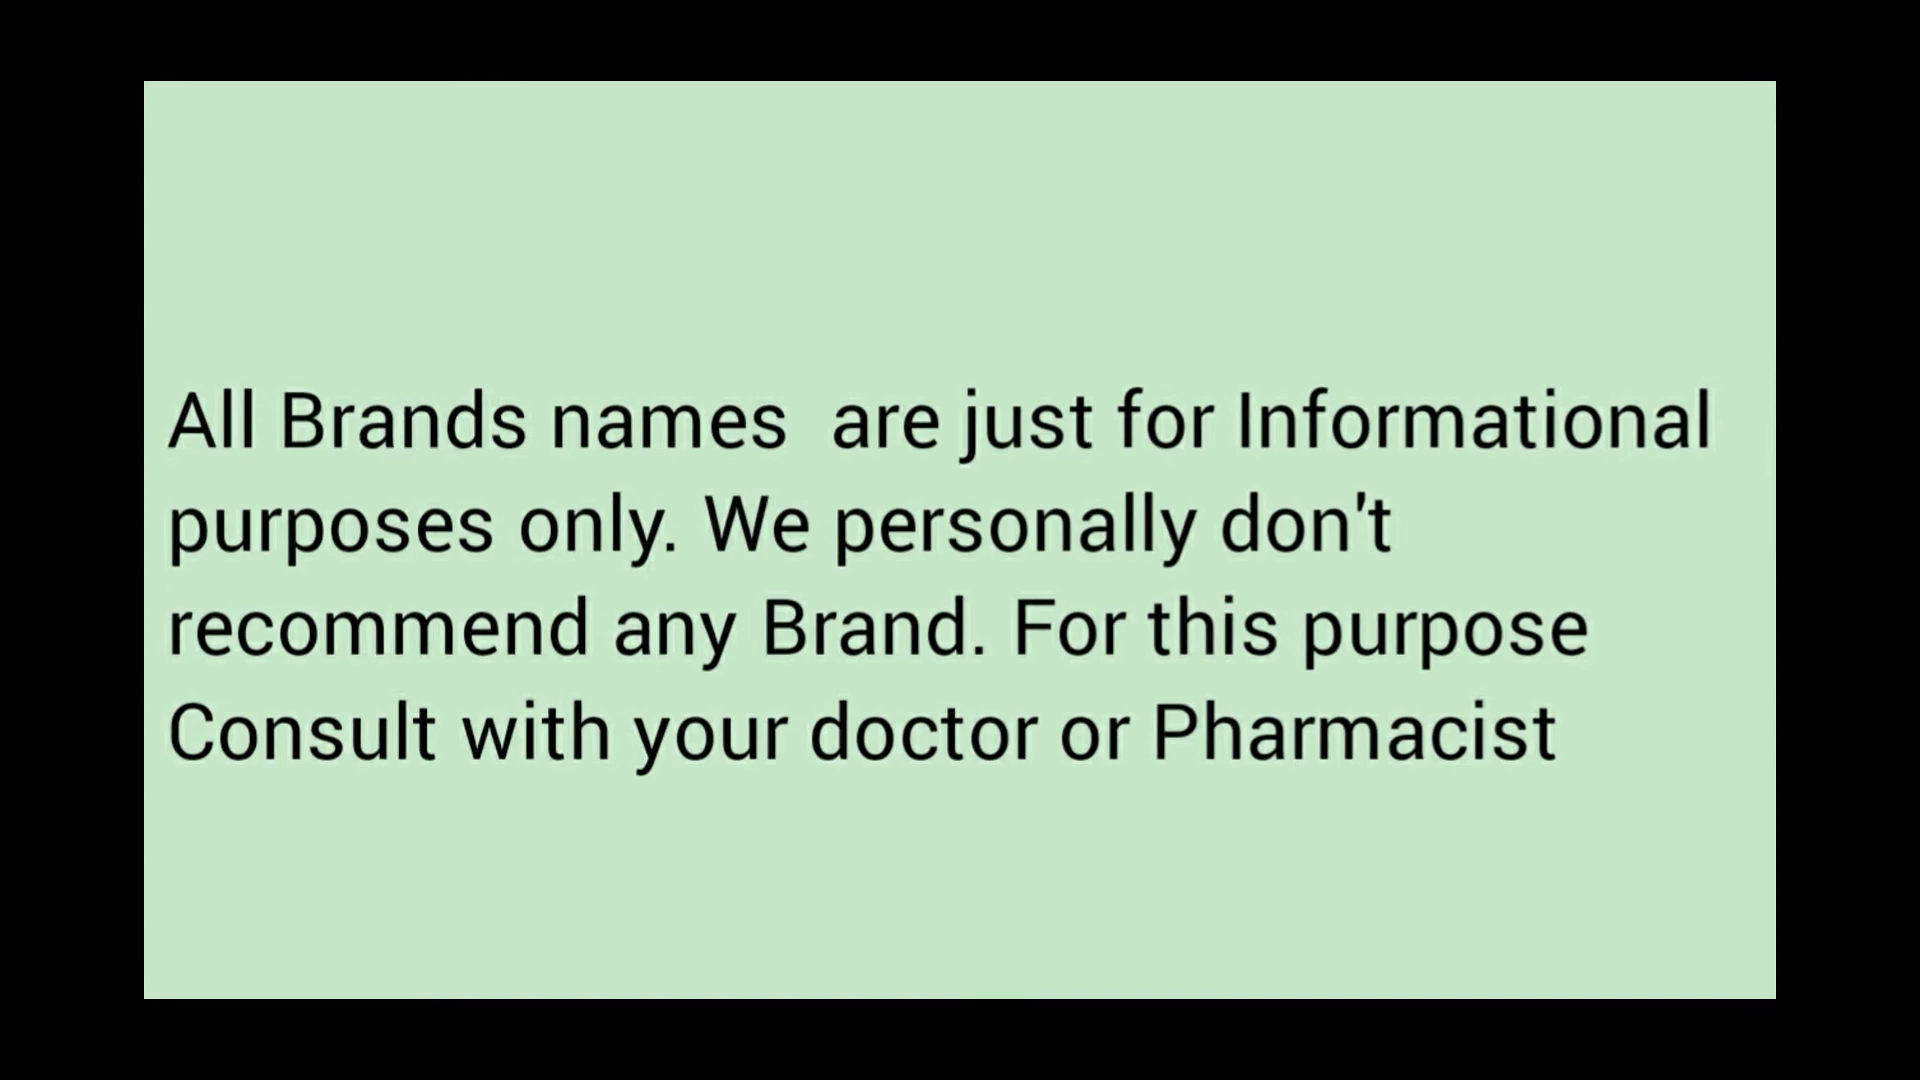 All Brands names  are just for Informational
purposes only. We personally don't
recommend any Brand. For this purpose
Consult with your doctor or Pharmacist